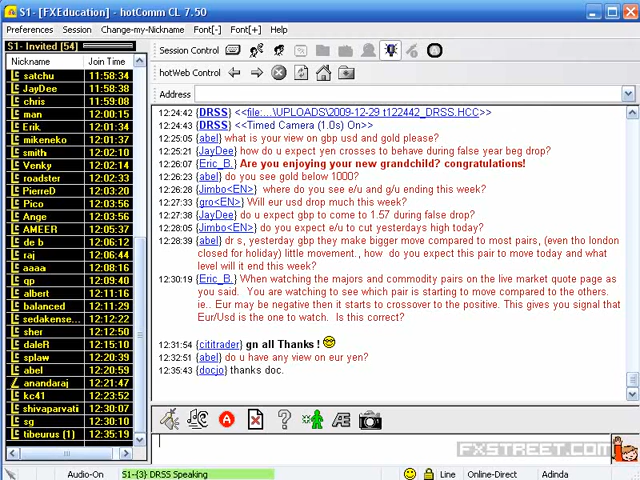 S1- [FXEducation] - hotComm CL 7.50
Preferences Session Change-my-Nickname Font[-] Font[+] Help
S1- Invited [54]
Session Control
Nickname Join Time
hotWeb Control
Address
satchu 11:58:34
JayDee 11:58:38
chris 11:59:08
man 12:00:15
Erik 12:01:34
mikeneko 12:01:37
smith 12:02:10
Venky 12:02:14
roadster 12:02:33
PierreD 12:03:20
Pico 12:03:56
Ange 12:03:56
AMEER 12:05:37
de b 12:06:12
raj 12:06:44
aaaa 12:08:16
qp 12:09:40
albert 12:11:16
balanced 12:11:29
sedakense... 12:12:36
sher 12:12:50
daleR 12:15:10
splaw 12:20:39
abel 12:20:59
anandaraj 12:21:47
kc41 12:23:52
shivaparvati 12:30:07
sg 12:30:10
tibeurus (1) 12:35:19
12:24:42 {DRSS} <<file:...\UPLOADS\2009-12-29 t122442_DRSS.HCC>>
12:24:43 {DRSS} <<Timed Camera (1.0s) On>>
12:25:05 {abel} what is your view on gbp usd and gold please?
12:25:21 {JayDee} how do u expect yen crosses to behave during false year beg drop?
12:26:07 {Eric_B.} Are you enjoying your new grandchild? congratulations!
12:26:23 {abel} do you see gold below 1000?
12:26:28 {Jimbo<EN>} where do you see e/u and g/u ending this week?
12:27:33 {gro<EN>} Will eur usd drop much this week?
12:27:38 {JayDee} do u expect gbp to come to 1.57 during false drop?
12:28:05 {Jimbo<EN>} do you expect e/u to cut yesterdays high today?
12:28:39 {abel} dr s, yesterday gbp they make bigger move compared to most pairs, (even tho london
closed for holiday) little movement., how do you expect this pair to move today and what
level will it end this week?
12:30:19 {Eric_B.} When watching the majors and commodity pairs on the live market quote page as
you said. You are watching to see which pair is starting to move compared to the others.
ie.. Eur may be negative then it starts to crossover to the positive. This gives you signal that
Eur/Usd is the one to watch. Is this correct?
12:31:54 {cititrader} gn all Thanks !
12:32:51 {abel} do u have any view on eur yen?
12:35:43 {docjo} thanks doc.
FXSTREET.COM
Audio-On S1-{3} DRSS Speaking Line Online-Direct Adinda